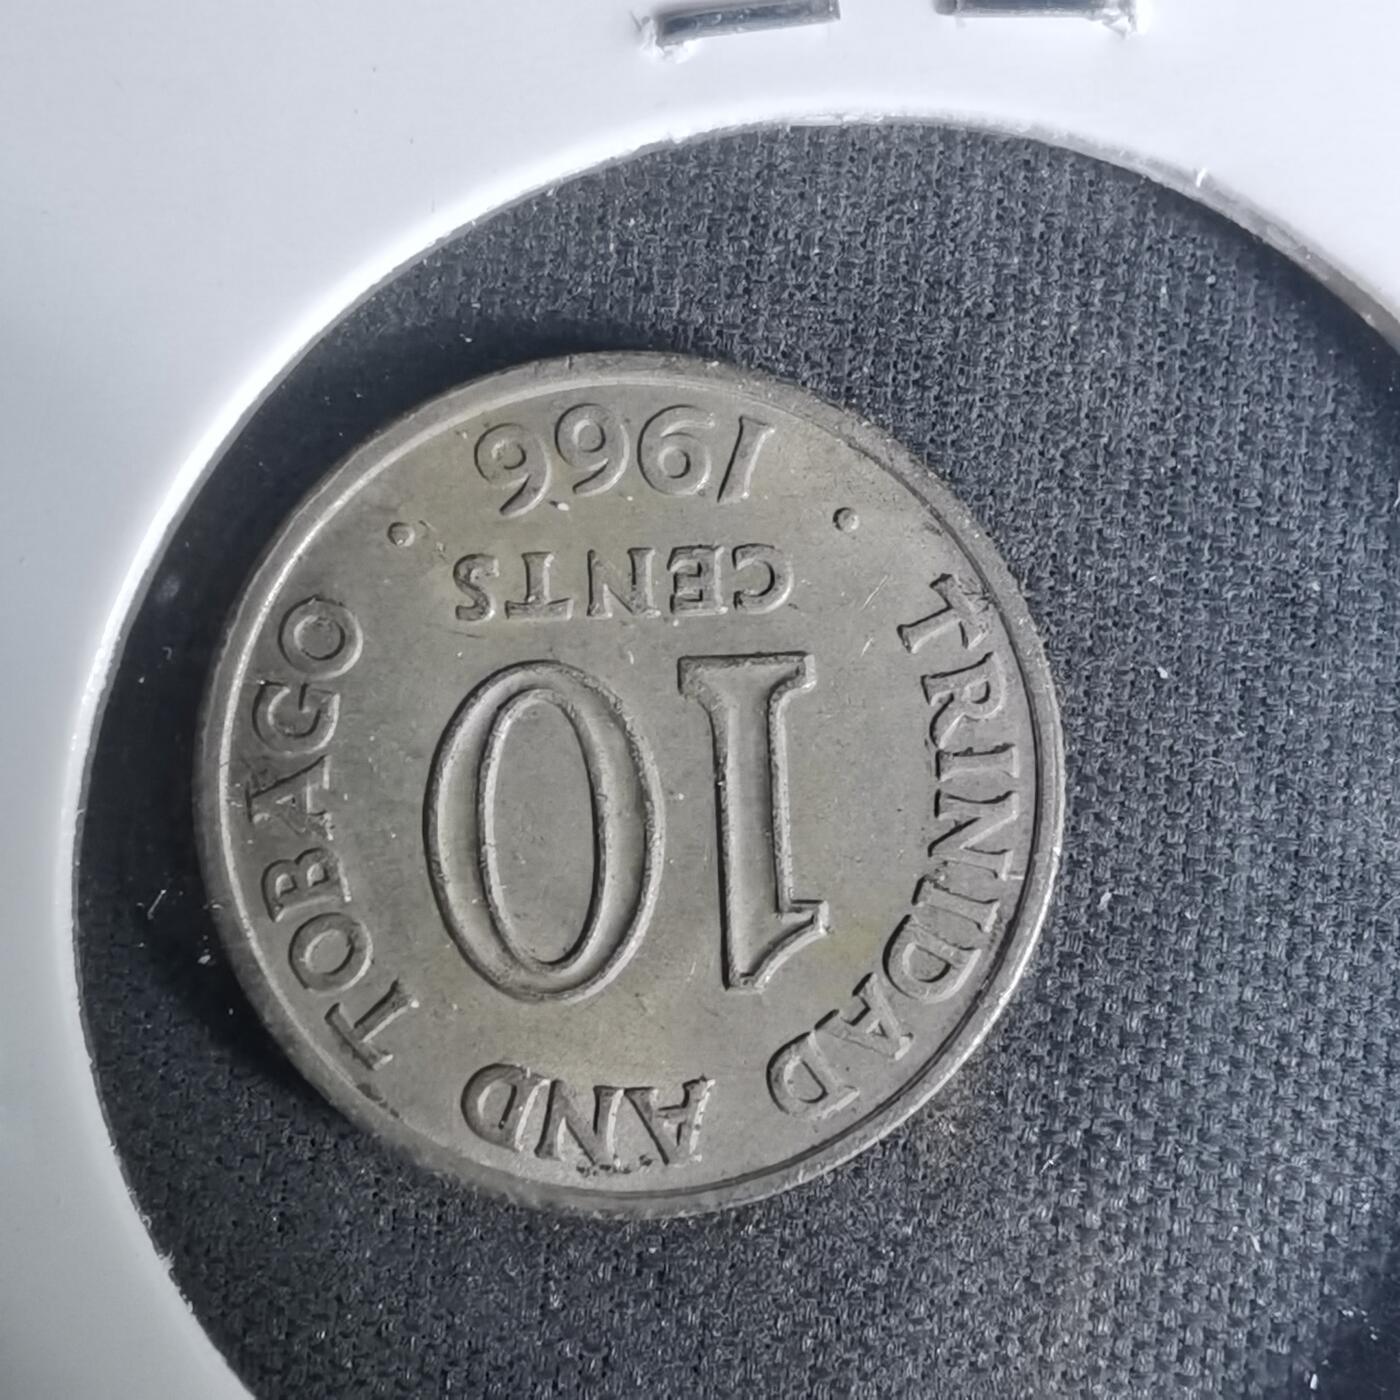 TRINIDAD AND TOBAGO
10
CENTS
1966